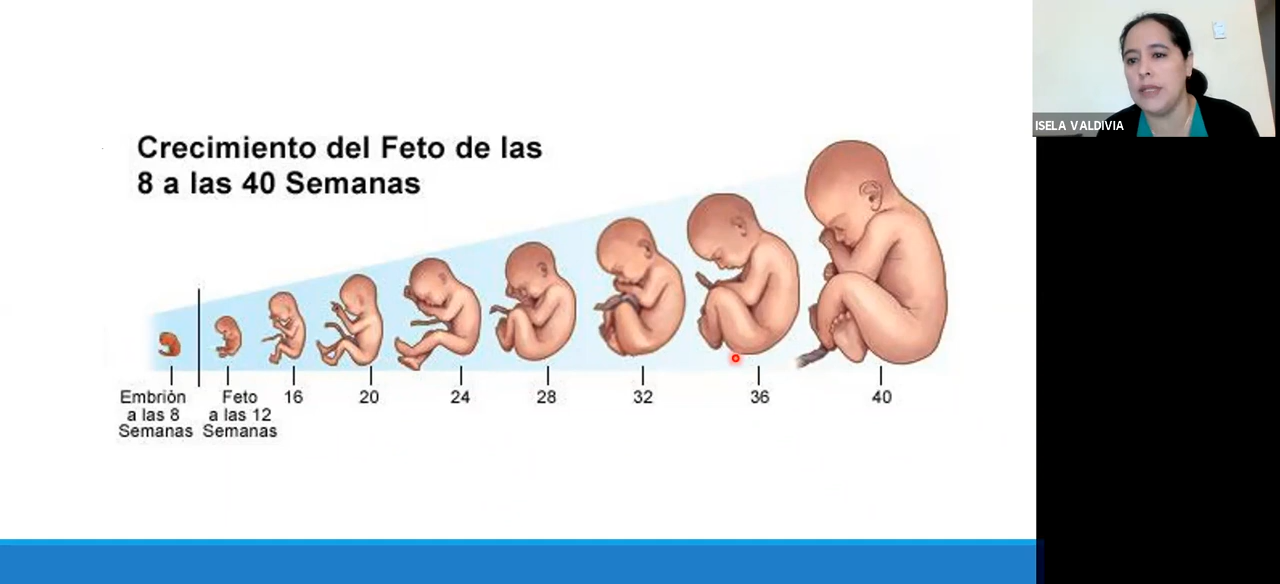 Crecimiento del Feto de las
8 a las 40 Semanas
Embriòn
a las 8
Semanas
Feto
a las 12
Semanas
16
20
24
28
32
36
40
ISELA VALDIVIA